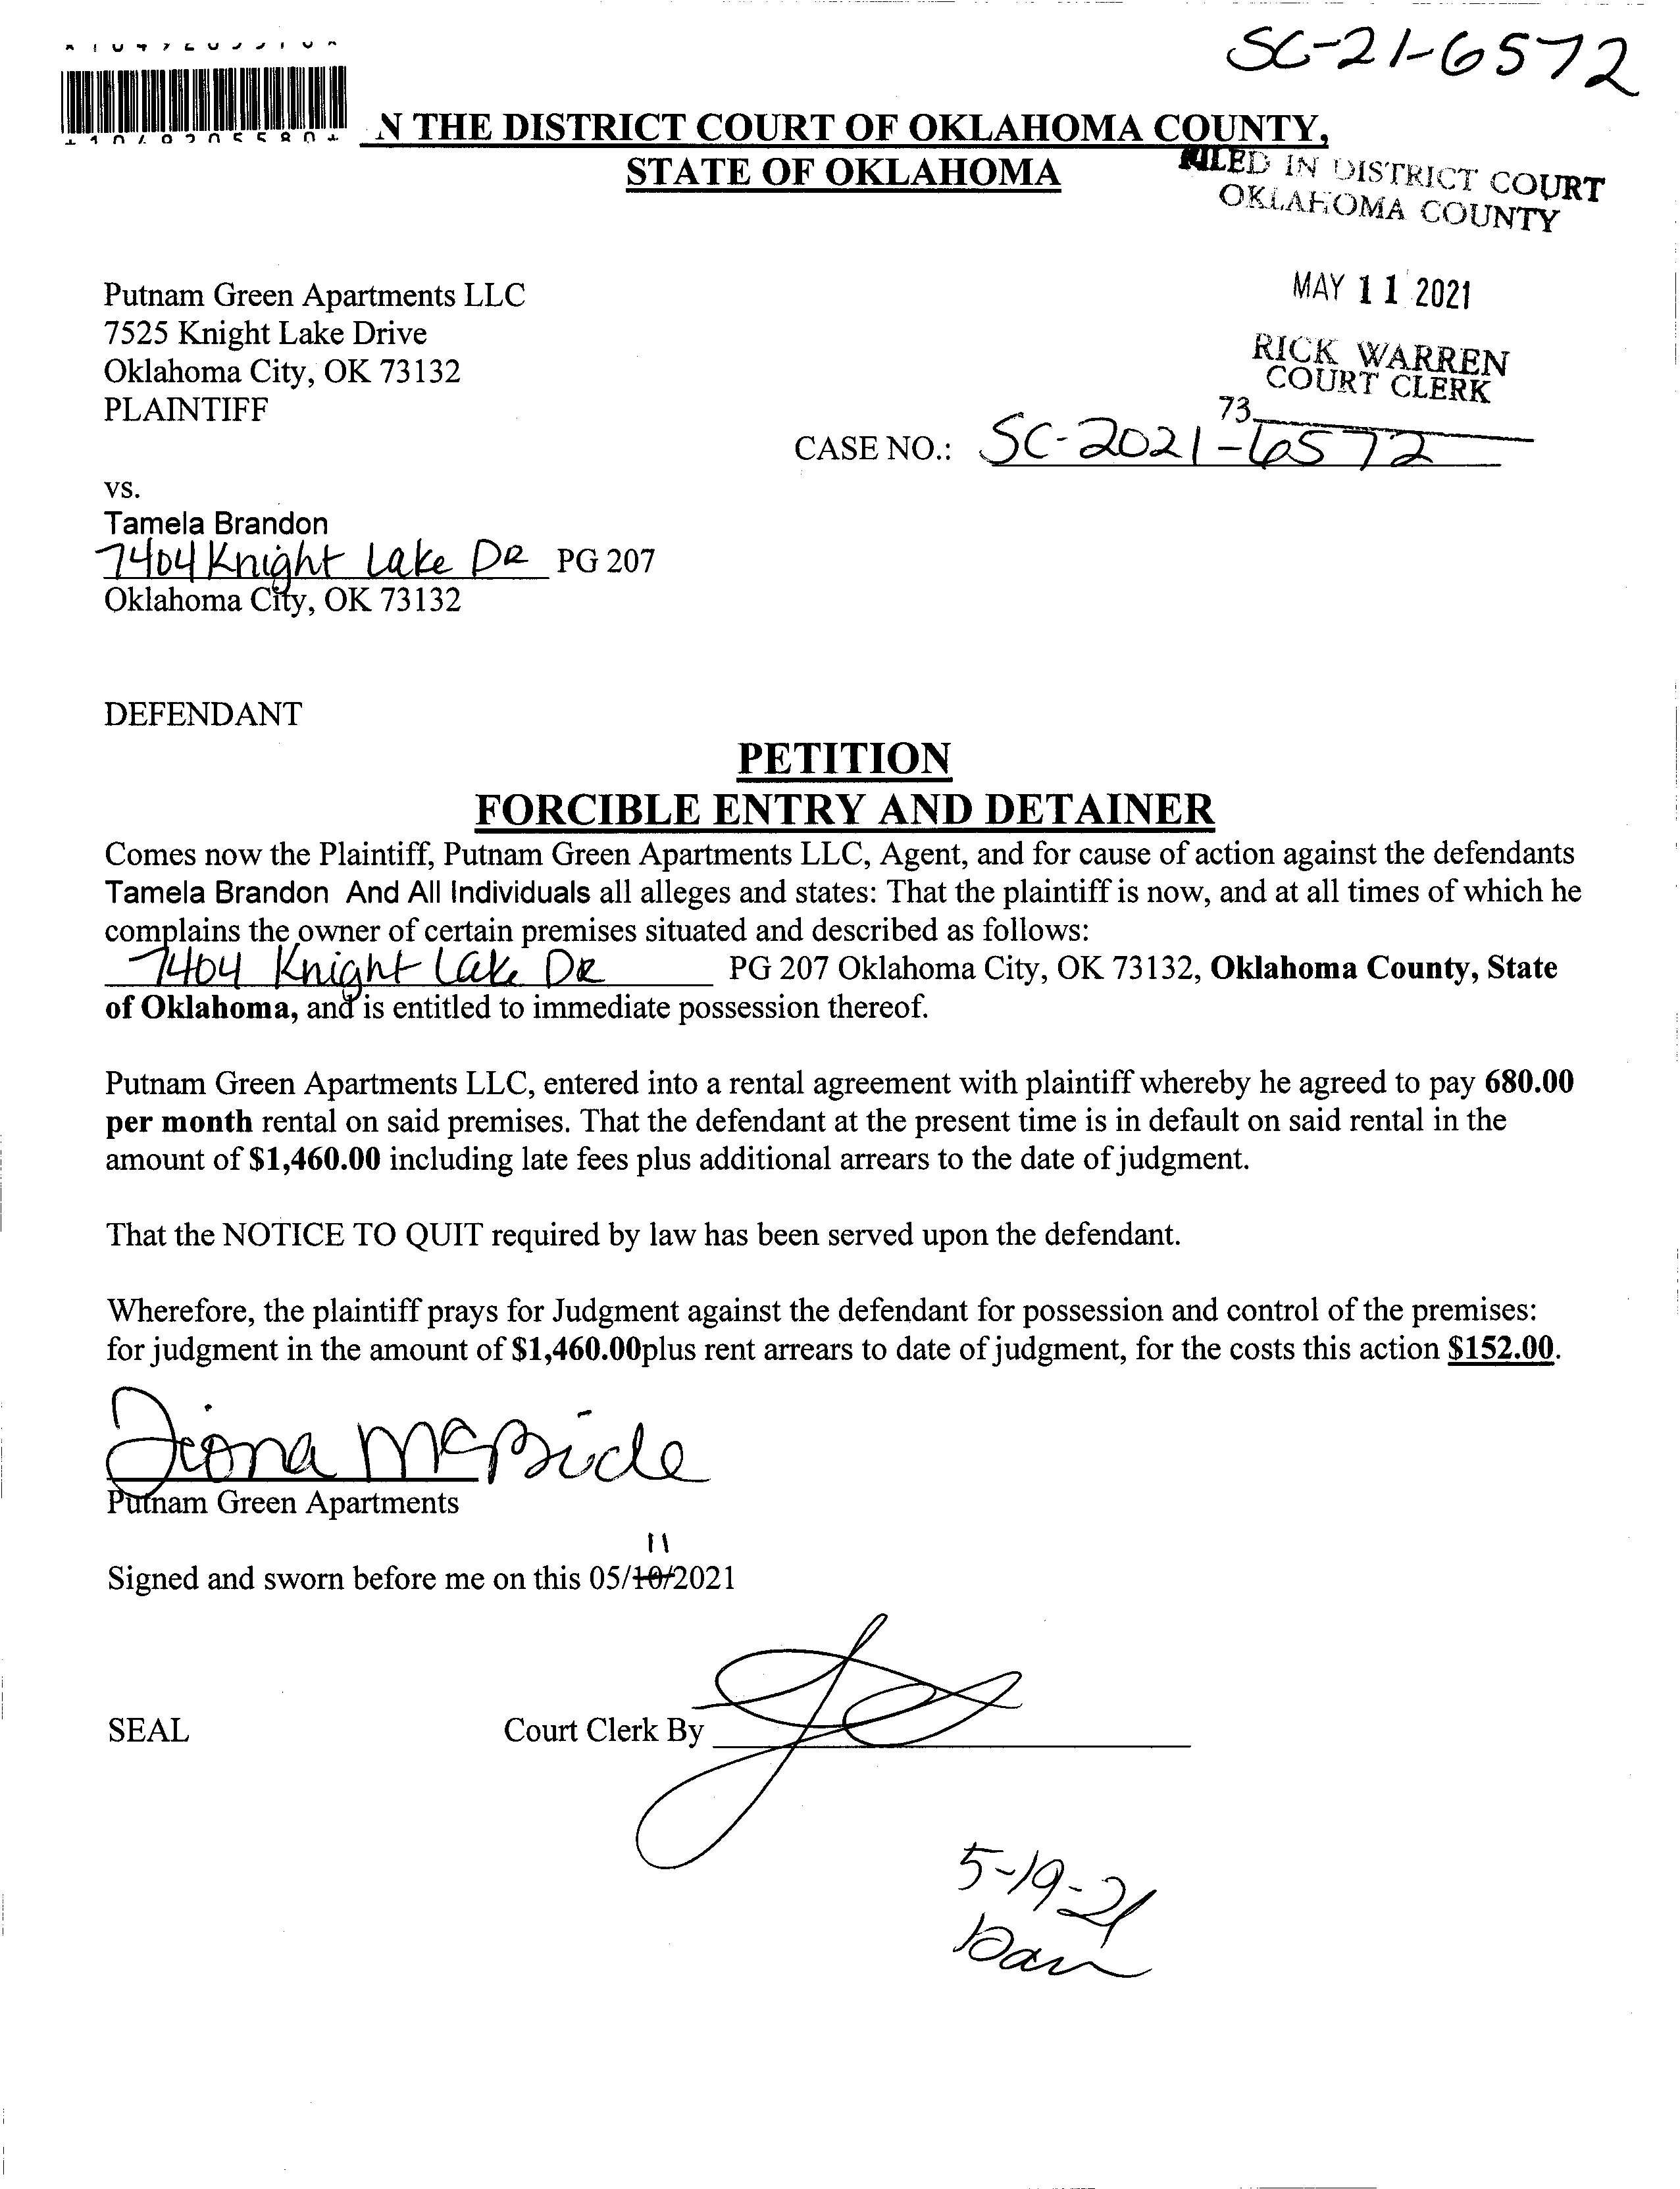 SC-21-6572
N THE DISTRICT COURT OF OKLAHOMA COUNTY,
STATE OF OKLAHOMA
FILED IN DISTRICT COURT
OKLAHOMA COUNTY
MAY 11 2021
RICK WARREN
COURT CLERK
73
Putnam Green Apartments LLC
7525 Knight Lake Drive
Oklahoma City, OK 73132
PLAINTIFF
CASE NO.: SC-2021-6572
vs.
Tamela Brandon
7404 Knight Lake DR PG 207
Oklahoma City, OK 73132
DEFENDANT
PETITION
FORCIBLE ENTRY AND DETAINER
Comes now the Plaintiff, Putnam Green Apartments LLC, Agent, and for cause of action against the defendants
Tamela Brandon And All Individuals all alleges and states: That the plaintiff is now, and at all times of which he
complains the owner of certain premises situated and described as follows:
7404 Knight Lake DR PG 207 Oklahoma City, OK 73132, Oklahoma County, State
of Oklahoma, and is entitled to immediate possession thereof.
Putnam Green Apartments LLC, entered into a rental agreement with plaintiff whereby he agreed to pay 680.00
per month rental on said premises. That the defendant at the present time is in default on said rental in the
amount of $1,460.00 including late fees plus additional arrears to the date of judgment.
That the NOTICE TO QUIT required by law has been served upon the defendant.
Wherefore, the plaintiff prays for Judgment against the defendant for possession and control of the premises:
for judgment in the amount of $1,460.00plus rent arrears to date of judgment, for the costs this action $152.00.
Putnam Green Apartments
11
Signed and sworn before me on this 05/10/2021
SEAL Court Clerk By
5-19-21